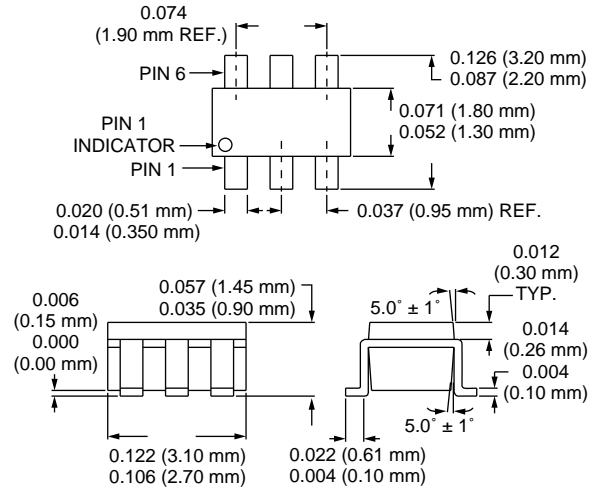 0.074
(1.90 mm REF.)
PIN 6
0.126 (3.20 mm)
0.087 (2.20 mm)
0.071 (1.80 mm)
0.052 (1.30 mm)
PIN 1
INDICATOR
PIN 1
0.020 (0.51 mm)
0.014 (0.350 mm)
0.037 (0.95 mm) REF.
0.006
(0.15 mm)
0.000
(0.00 mm)
0.057 (1.45 mm)
0.035 (0.90 mm)
0.122 (3.10 mm)
0.106 (2.70 mm)
5.0° ± 1°
0.012
(0.30 mm)
TYP.
0.014
(0.26 mm)
0.004
(0.10 mm)
5.0° ± 1°
0.022 (0.61 mm)
0.004 (0.10 mm)